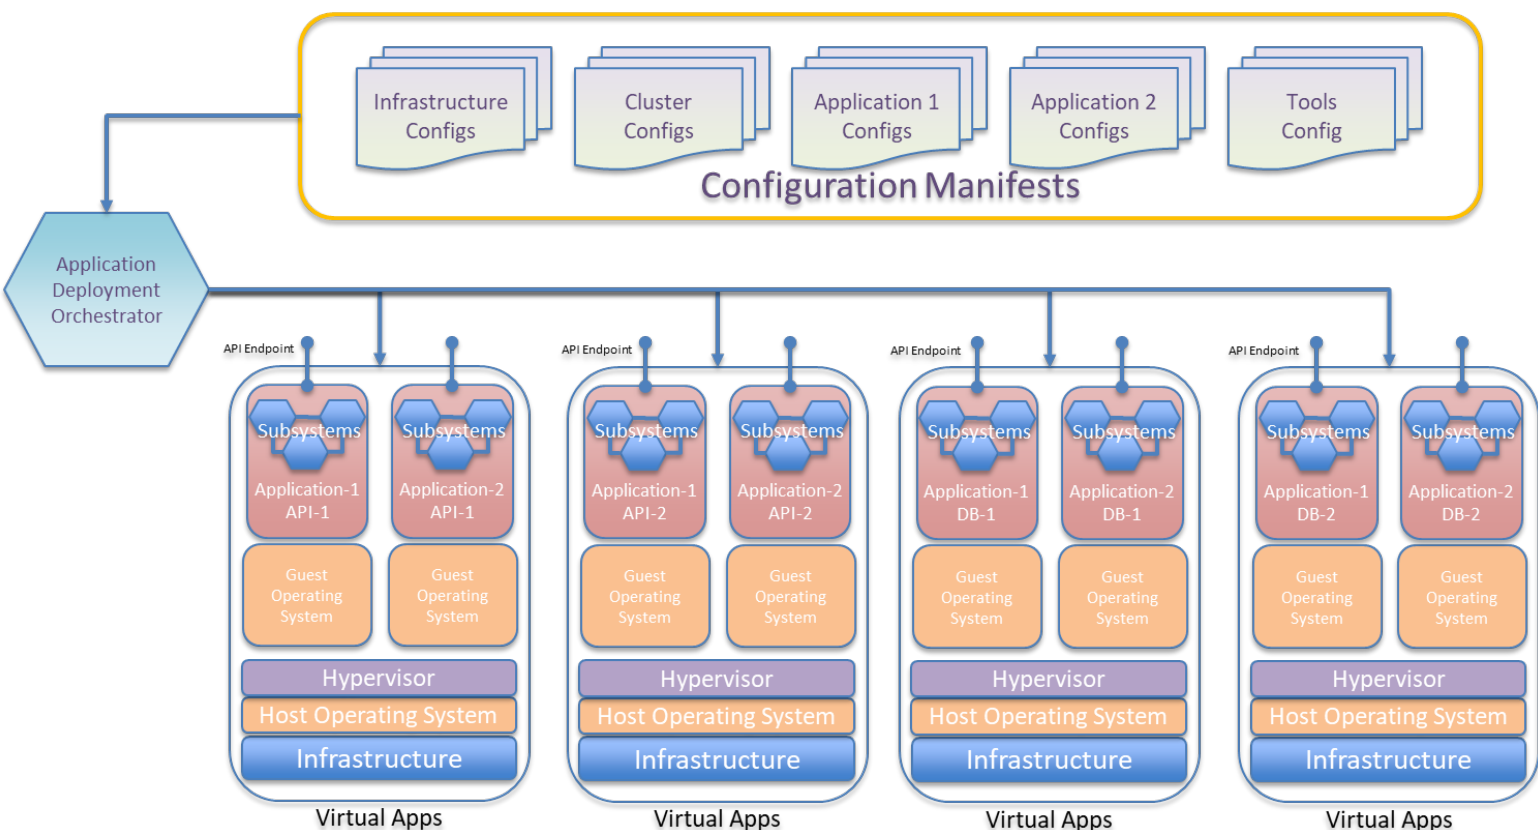 Infrastructure
Configs
Cluster
Configs
Application 1
Configs
Application 2
Configs
Tools
Config
Configuration Manifests
Application
Deployment
Orchestrator
API Endpoint
API Endpoint
API Endpoint
API Endpoint
Subsystems
Application-1
API-1
Subsystems
Application-2
API-1
Subsystems
Application-1
API-2
Subsystems
Application-2
API-2
Subsystems
Application-1
DB-1
Subsystems
Application-2
DB-1
Subsystems
Application-1
DB-2
Subsystems
Application-2
DB-2
Guest
Operating
System
Guest
Operating
System
Guest
Operating
System
Guest
Operating
System
Guest
Operating
System
Guest
Operating
System
Guest
Operating
System
Guest
Operating
System
Hypervisor
Hypervisor
Hypervisor
Hypervisor
Host Operating System
Host Operating System
Host Operating System
Host Operating System
Infrastructure
Infrastructure
Infrastructure
Infrastructure
Virtual Apps
Virtual Apps
Virtual Apps
Virtual Apps